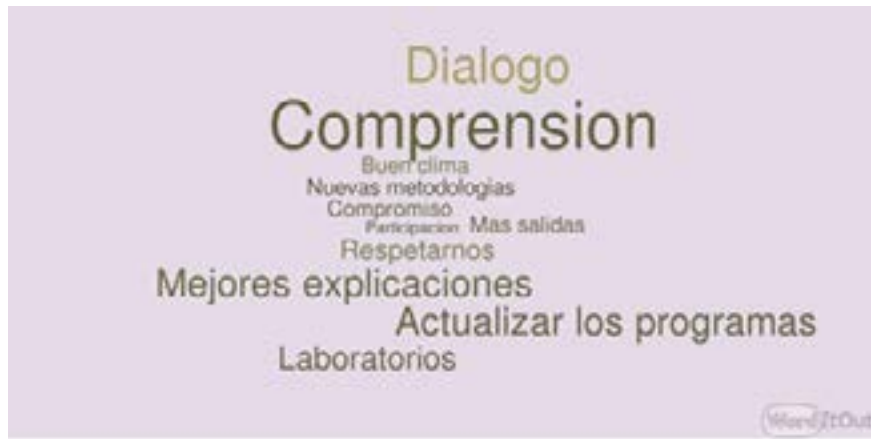 Dialogo
Comprension
Buen clima
Nuevas metodologias
Compromiso
Participacion Mas salidas
Respetarnos
Mejores explicaciones
Actualizar los programas
Laboratorios
WordItOut